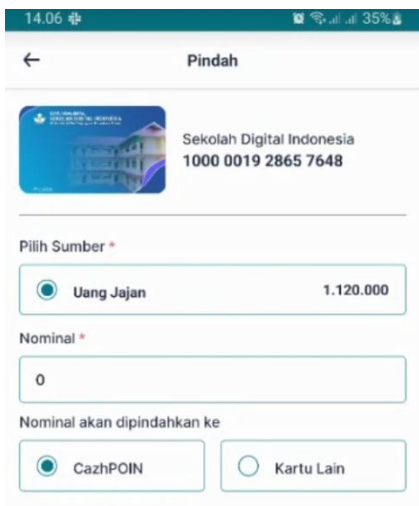 14.06
35%
Pindah
Sekolah Digital Indonesia
1000 0019 2865 7648
Pilih Sumber *
Uang Jajan 1.120.000
Nominal *
0
Nominal akan dipindahkan ke
CazhPOIN Kartu Lain